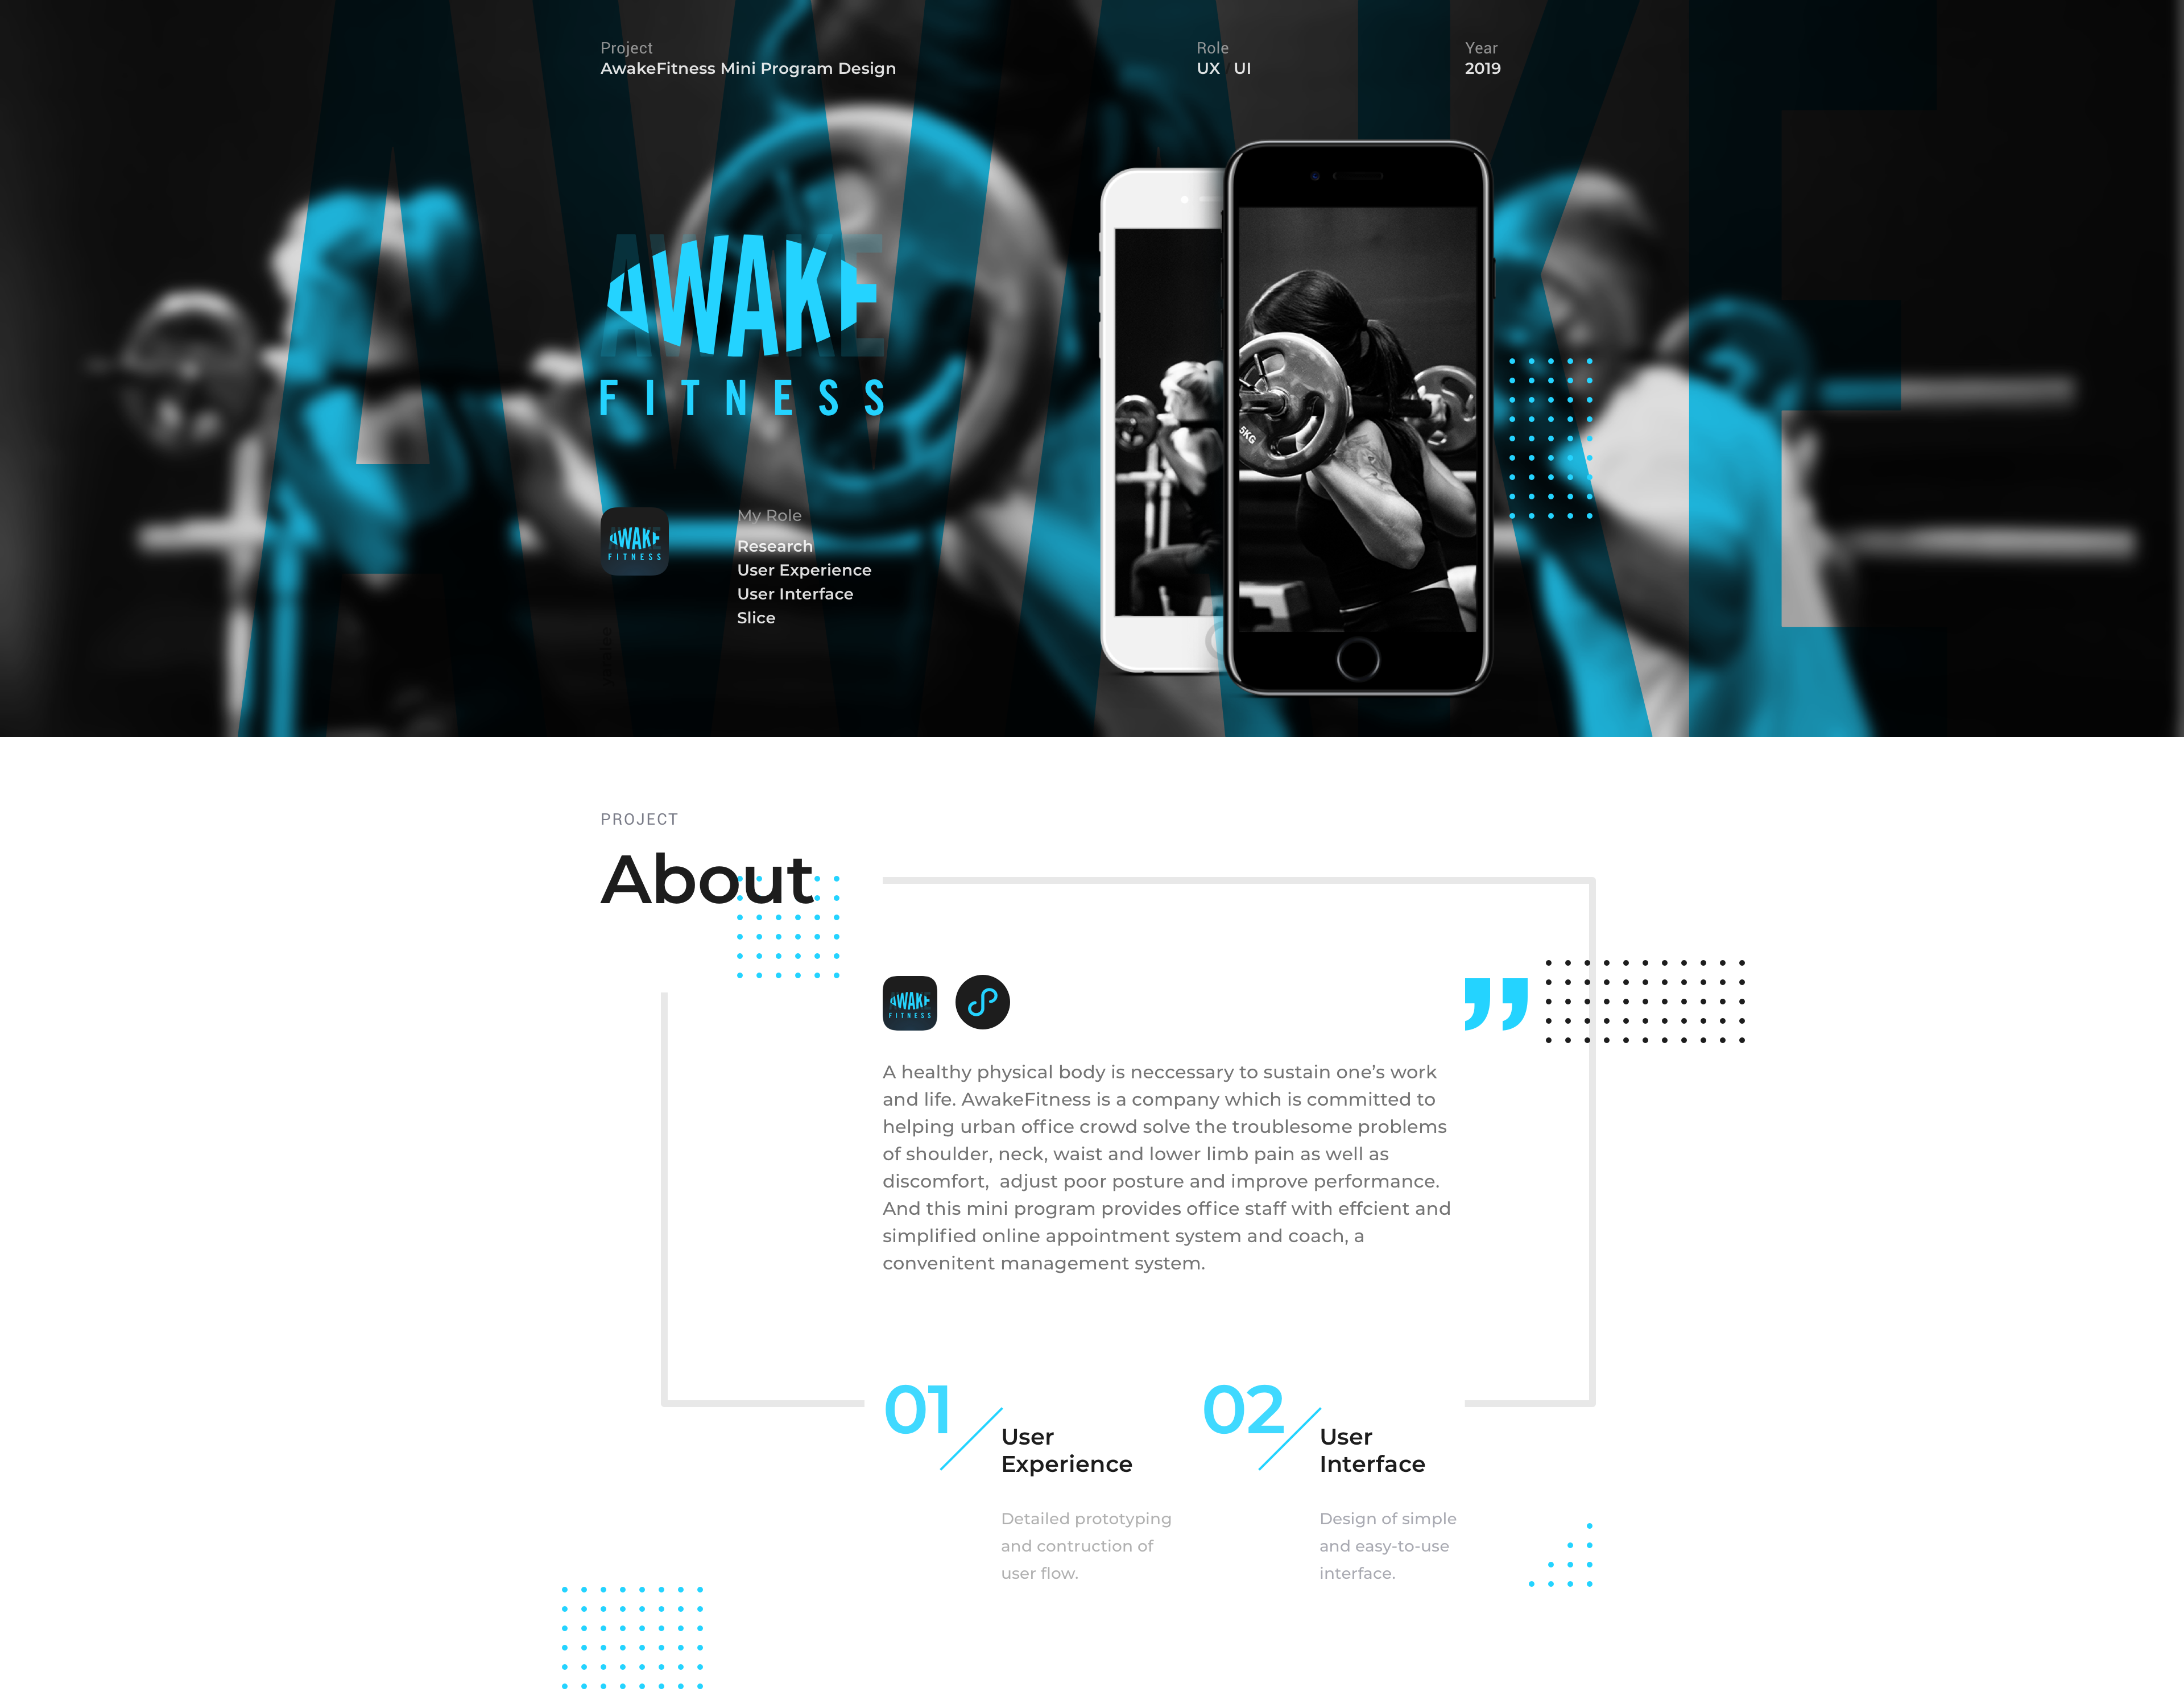 Project
AwakeFitness Mini Program Design
Role
UX / UI
Year
2019
AWAKE
AWAKE
FITNESS
AWAKE
FITNESS
My Role
Research
User Experience
User Interface
Slice
5KG
PROJECT
About
AWAKE
FITNESS
”
A healthy physical body is neccessary to sustain one’s work
and life. AwakeFitness is a company which is committed to
helping urban office crowd solve the troublesome problems
of shoulder, neck, waist and lower limb pain as well as
discomfort,  adjust poor posture and improve performance.
And this mini program provides office staff with effcient and
simplified online appointment system and coach, a
convenitent management system.
01
User
Experience
Detailed prototyping
and contruction of
user flow.
02
User
Interface
Design of simple
and easy-to-use
interface.